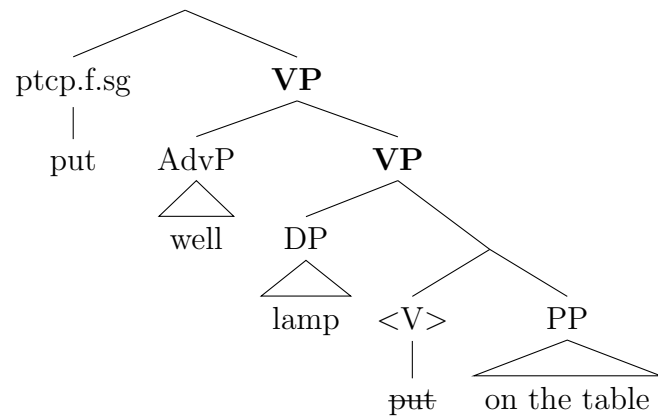 ptcp.f.sg VP
put AdvP VP
well DP
lamp <V> PP
put on the table